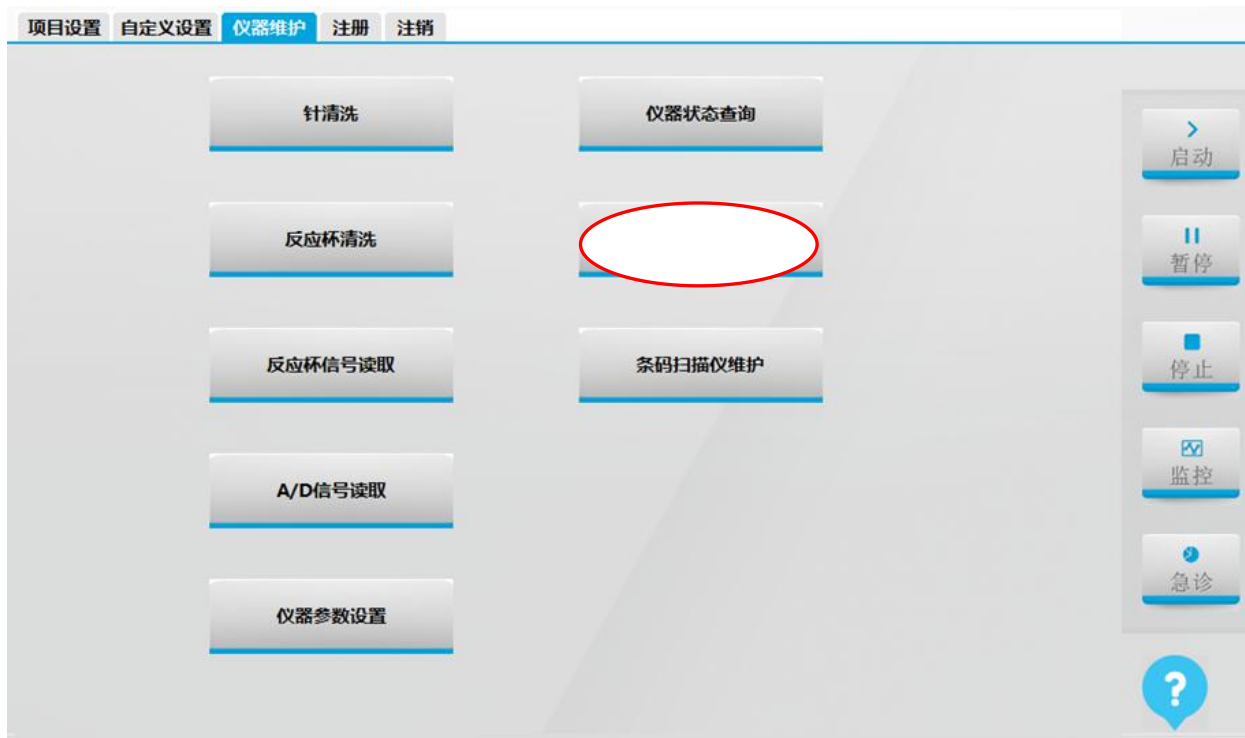 项目设置 自定义设置 仪器维护 注册 注销
针清洗
仪器状态查询
反应杯清洗
反应杯信号读取
条码扫描仪维护
A/D信号读取
仪器参数设置
启动
暂停
停止
监控
急诊
?